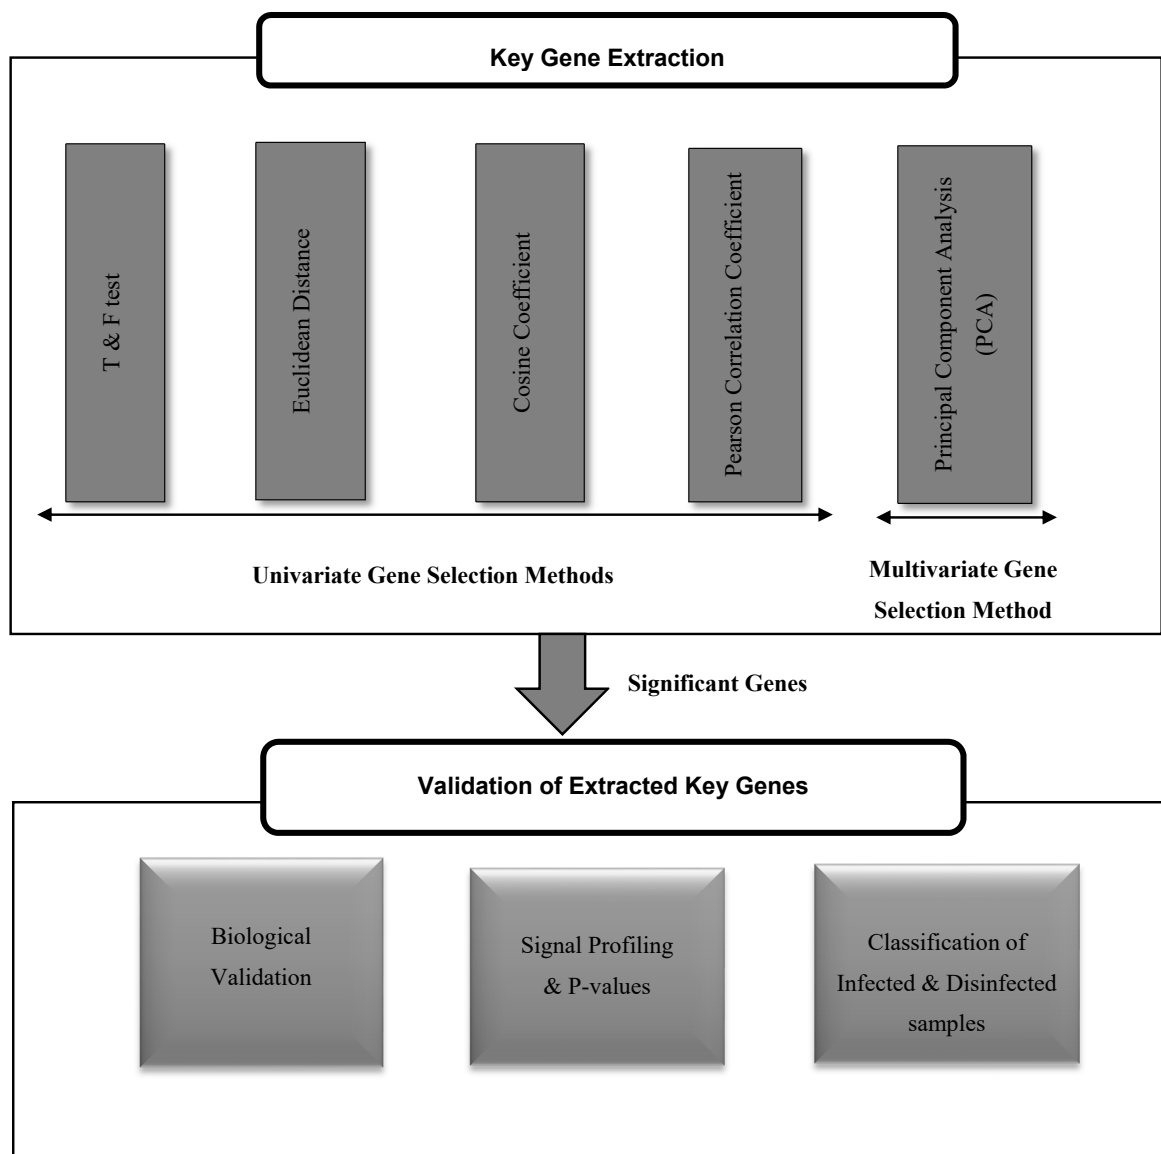 Key Gene Extraction
T & F test
Euclidean Distance
Cosine Coefficient
Pearson Correlation Coefficient
Principal Component Analysis
(PCA)
Univariate Gene Selection Methods
Multivariate Gene
Selection Method
Significant Genes
Validation of Extracted Key Genes
Biological
Validation
Signal Profiling
& P-values
Classification of
Infected & Disinfected
samples